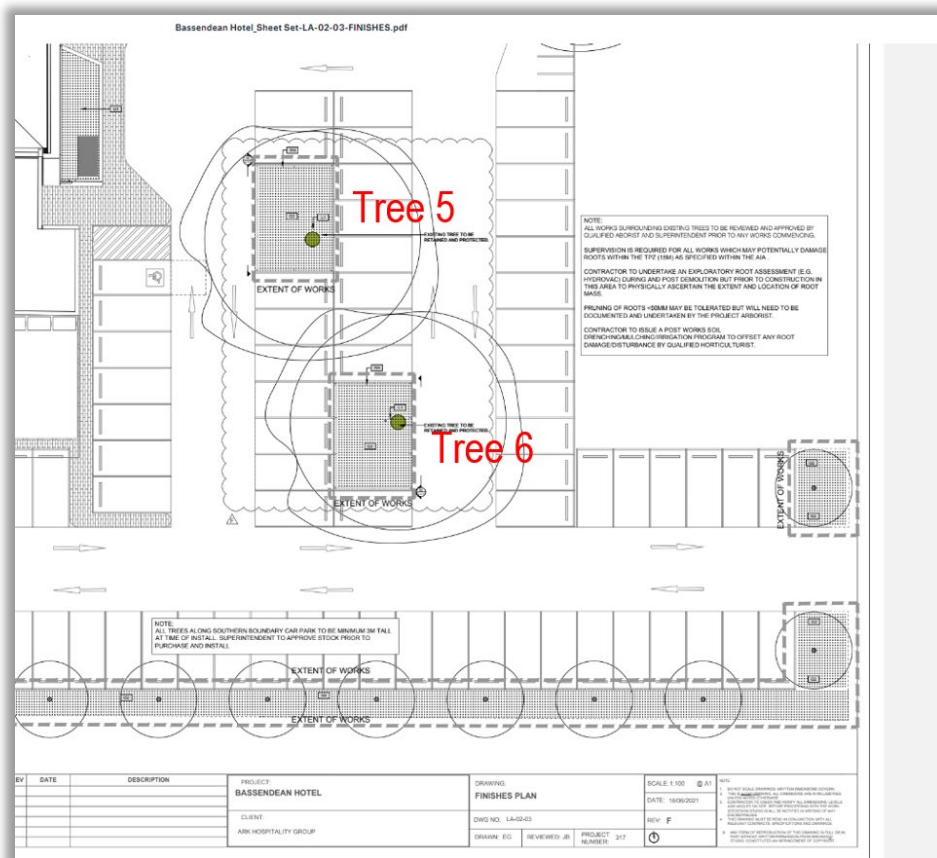 Bassendean Hotel_Sheet Set-LA-02-03-FINISHES.pdf
Tree 5
EXISTING TREE TO BE
RETAINED AND PROTECTED.
EXTENT OF WORKS
NOTE:
ALL WORKS SURROUNDING EXISTING TREES TO BE REVIEWED AND APPROVED BY
QUALIFIED ABORIST AND SUPERINTENDENT PRIOR TO ANY WORKS COMMENCING.
SUPERVISION IS REQUIRED FOR ALL WORKS WHICH MAY POTENTIALLY DAMAGE
ROOTS WITHIN THE TPZ (15M) AS SPECIFIED WITHIN THE AIA.
CONTRACTOR TO UNDERTAKE AN EXPLORATORY ROOT ASSESSMENT (E.G.
HYDROVAC) DURING AND POST DEMOLITION BUT PRIOR TO CONSTRUCTION IN
THIS AREA TO PHYSICALLY ASCERTAIN THE EXTENT AND LOCATION OF ROOT
MASS.
PRUNING OF ROOTS <50MM MAY BE TOLERATED BUT WILL NEED TO BE
DOCUMENTED AND UNDERTAKEN BY THE PROJECT ARBORIST.
CONTRACTOR TO ISSUE A POST WORKS SOIL
DRENCHING/MULCHING/IRRIGATION PROGRAM TO OFFSET ANY ROOT
DAMAGE/DISTURBANCE BY QUALIFIED HORTICULTURIST.
EXISTING TREE TO BE
RETAINED AND PROTECTED.
Tree 6
EXTENT OF WORKS
EXTENT OF WORKS
NOTE:
ALL TREES ALONG SOUTHERN BOUNDARY CAR PARK TO BE MINIMUM 3M TALL
AT TIME OF INSTALL. SUPERINTENDENT TO APPROVE STOCK PRIOR TO
PURCHASE AND INSTALL
EXTENT OF WORKS
EXTENT OF WORKS
EV DATE DESCRIPTION
PROJECT:
BASSENDEAN HOTEL
CLIENT:
ARK HOSPITALITY GROUP
DRAWING:
FINISHES PLAN
DWG NO. LA-02-03
DRAWN: EG REVIEWED: JB PROJECT NUMBER: 317
SCALE: 1:100 @ A1
DATE: 16/06/2021
REV: F
NOTE